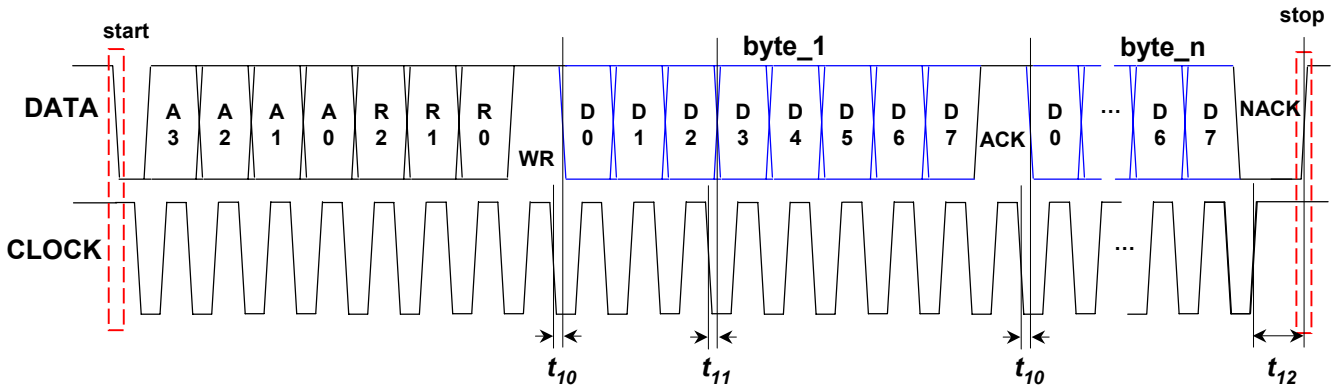 start stop
byte_1 byte_n
DATA
A A A A R R R D D D D D D D D D ... D D NACK
3 2 1 0 2 1 0 WR 0 1 2 3 4 5 6 7 ACK 0 6 7
CLOCK ...
t10 t11 t10 t12